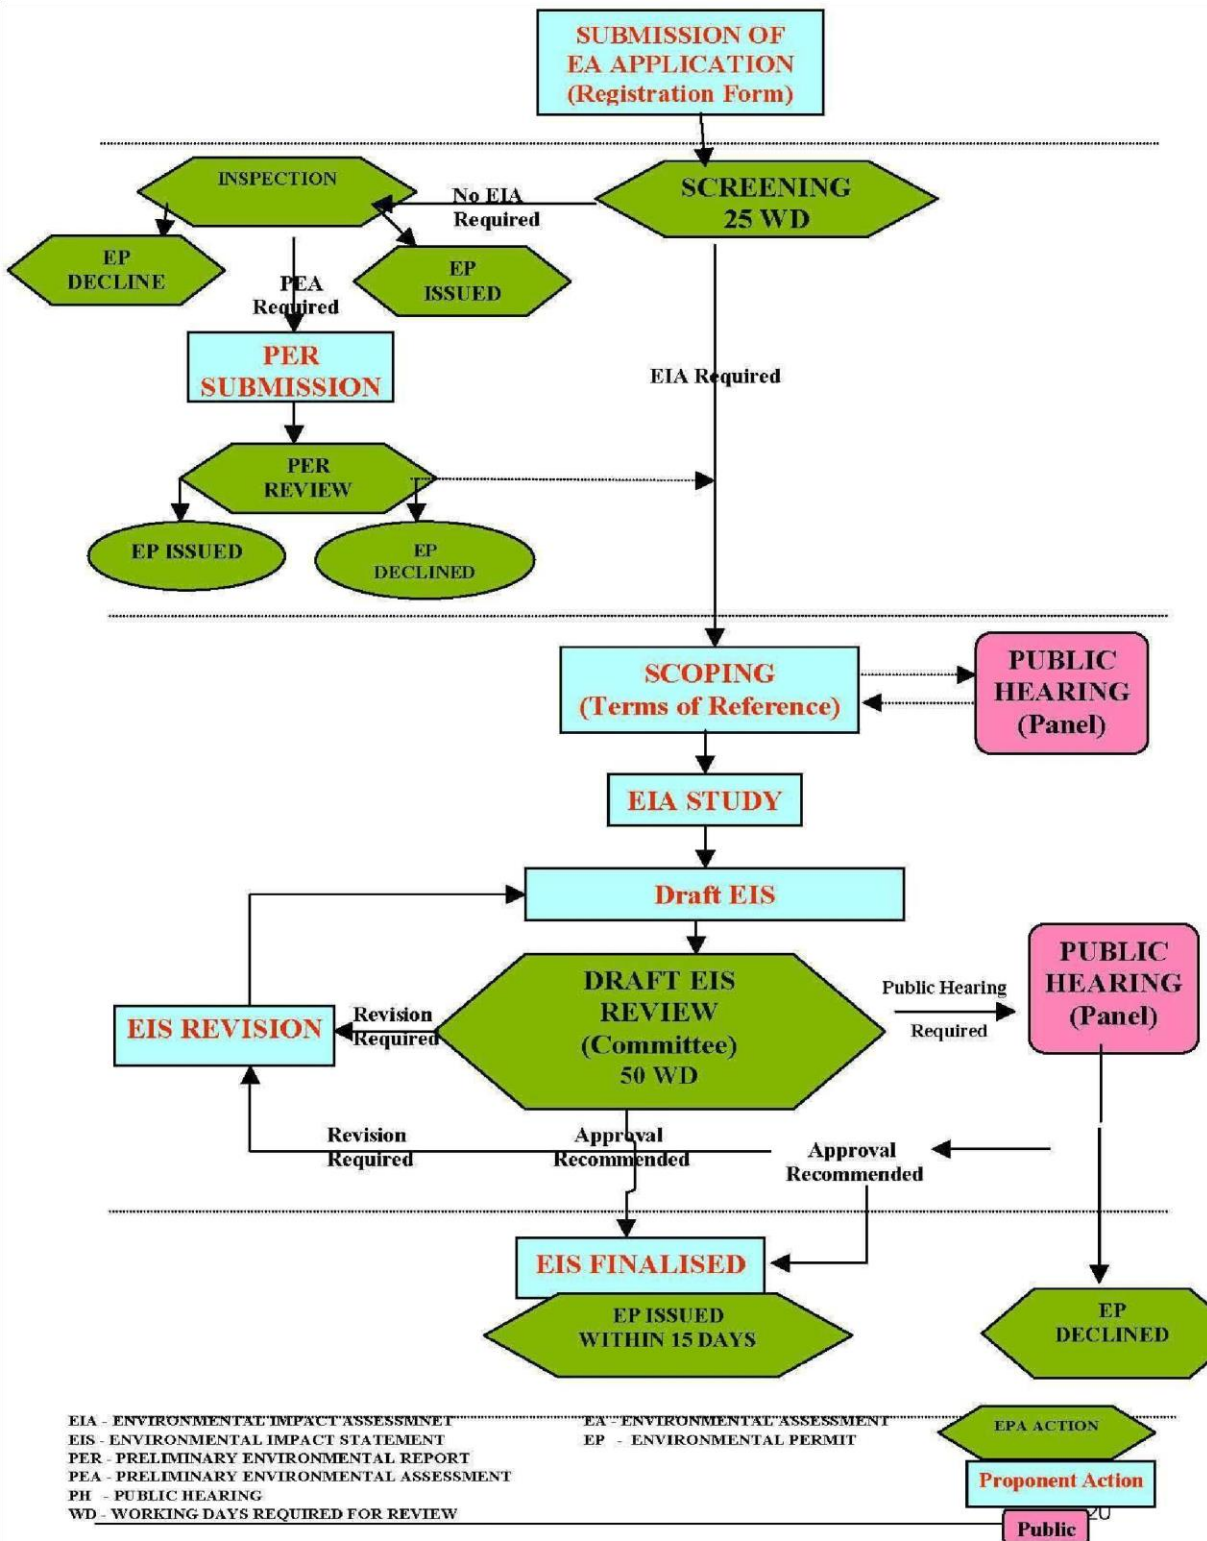 SUBMISSION OF
EA APPLICATION
(Registration Form)
INSPECTION
No EIA
Required
SCREENING
25 WD
EP
DECLINE
PEA
Required
EP
ISSUED
PER
SUBMISSION
EIA Required
PER
REVIEW
EP ISSUED
EP
DECLINED
SCOPING
(Terms of Reference)
PUBLIC
HEARING
(Panel)
EIA STUDY
Draft EIS
EIS REVISION
Revision
Required
DRAFT EIS
REVIEW
(Committee)
50 WD
Public Hearing
Required
PUBLIC
HEARING
(Panel)
Revision
Required
Approval
Recommended
Approval
Recommended
EIS FINALISED
EP ISSUED
WITHIN 15 DAYS
EP
DECLINED
EIA - ENVIRONMENTAL IMPACT ASSESSMNET
EIS - ENVIRONMENTAL IMPACT STATEMENT
PER - PRELIMINARY ENVIRONMENTAL REPORT
PEA - PRELIMINARY ENVIRONMENTAL ASSESSMENT
PH - PUBLIC HEARING
WD - WORKING DAYS REQUIRED FOR REVIEW
EA - ENVIRONMENTAL ASSESSMENT
EP - ENVIRONMENTAL PERMIT
EPA ACTION
Proponent Action
20
Public